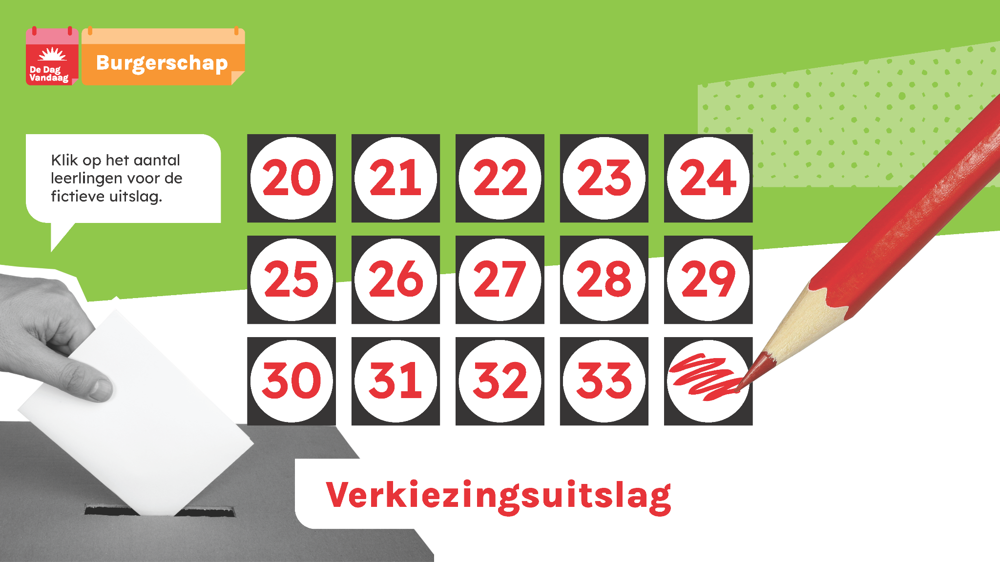 De Dag
Vandaag
Burgerschap
Klik op het aantal
leerlingen voor de
fictieve uitslag.
20 21 22 23 24
25 26 27 28 29
30 31 32 33
Verkiezingsuitslag